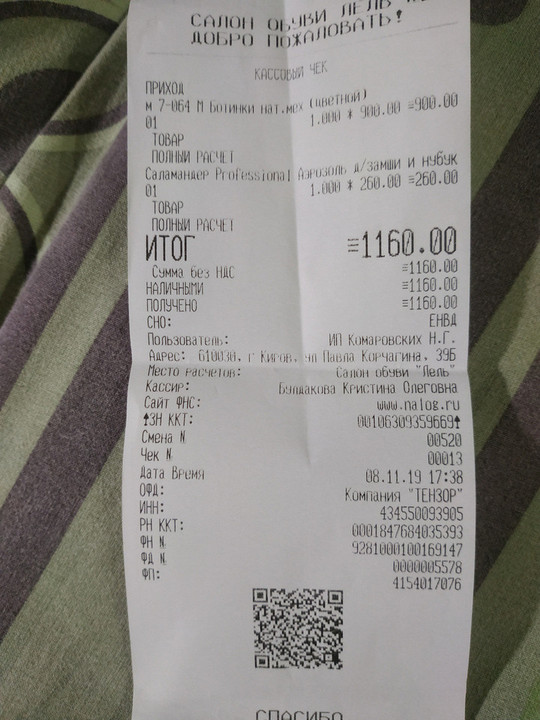 САЛОН ОБУВИ ЛЕЛЬ
ДОБРО ПОЖАЛОВАТЬ!
КАССОВЫЙ ЧЕК
ПРИХОД
м 7-064 М Ботинки нат.мех (цветной)
01 1.000 * 900.00 ≡900.00
ТОВАР
ПОЛНЫЙ РАСЧЕТ
Саламандер Professional Аэрозоль д/замши и нубук
01 1.000 * 260.00 ≡260.00
ТОВАР
ПОЛНЫЙ РАСЧЕТ
ИТОГ ≡1160.00
Сумма без НДС ≡1160.00
НАЛИЧНЫМИ ≡1160.00
ПОЛУЧЕНО ≡1160.00
СНО: ЕНВД
Пользователь: ИП Комаровских Н.Г.
Адрес: 610030, г Киров, ул Павла Корчагина, 39Б
Место расчетов: Салон обуви "Лель"
Кассир: Булдакова Кристина Олеговна
Сайт ФНС: www.nalog.ru
ЗН ККТ: 00106309359669
Смена N 00520
Чек N 00013
Дата Время 08.11.19 17:38
ОФД: Компания "ТЕНЗОР"
ИНН: 434550093905
РН ККТ: 0001847684035393
ФН N 9281000100169147
ФД N 0000005578
ФП: 4154017076
СПАСИБО